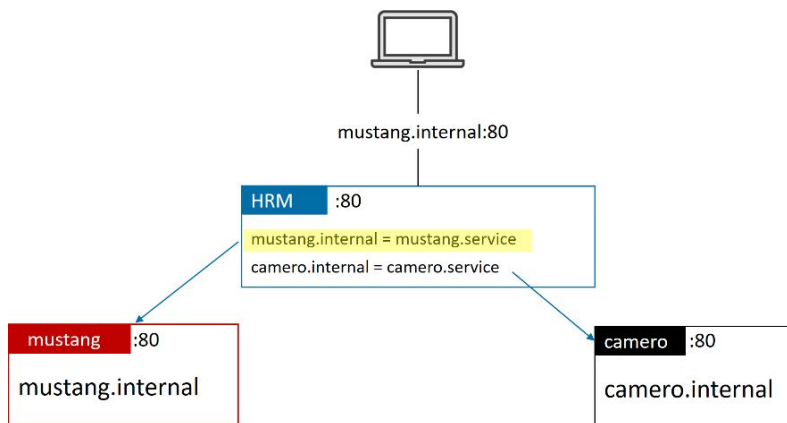 mustang.internal:80
HRM :80
mustang.internal = mustang.service
camero.internal = camero.service
mustang :80
mustang.internal
camero :80
camero.internal